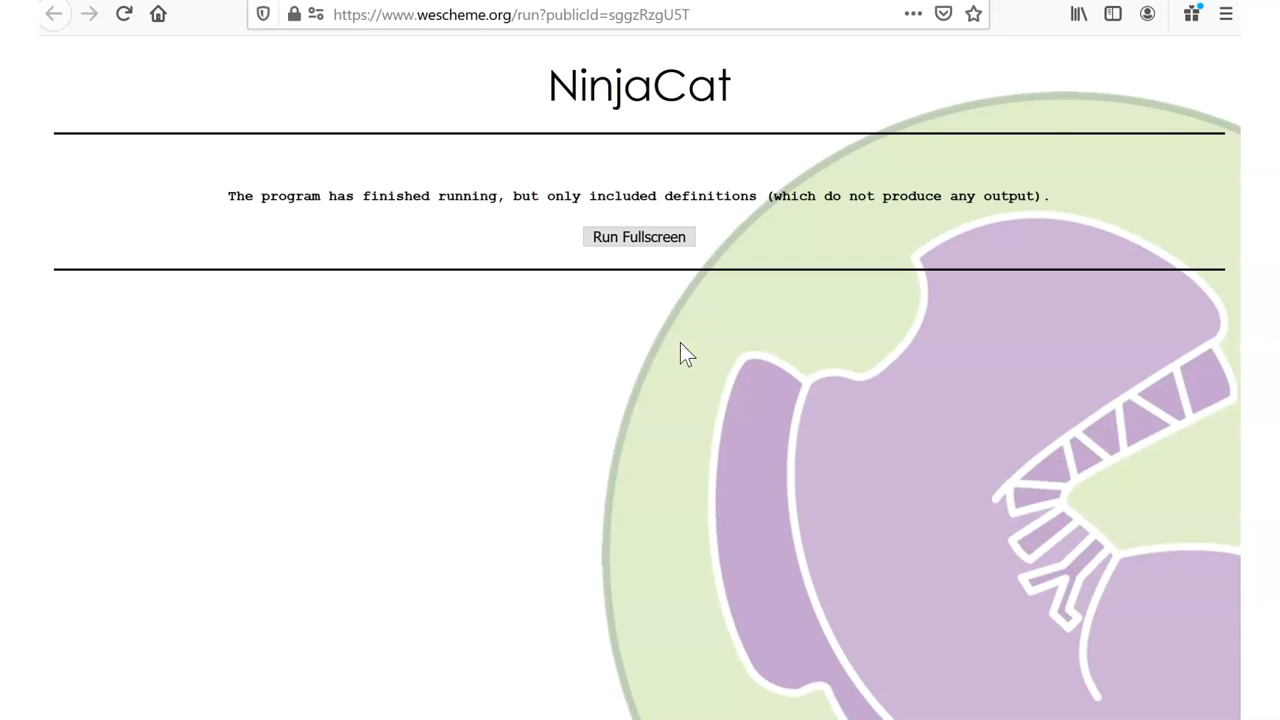 https://www.wescheme.org/run?publicId=sggzRzgU5T
NinjaCat
The program has finished running, but only included definitions (which do not produce any output).
Run Fullscreen